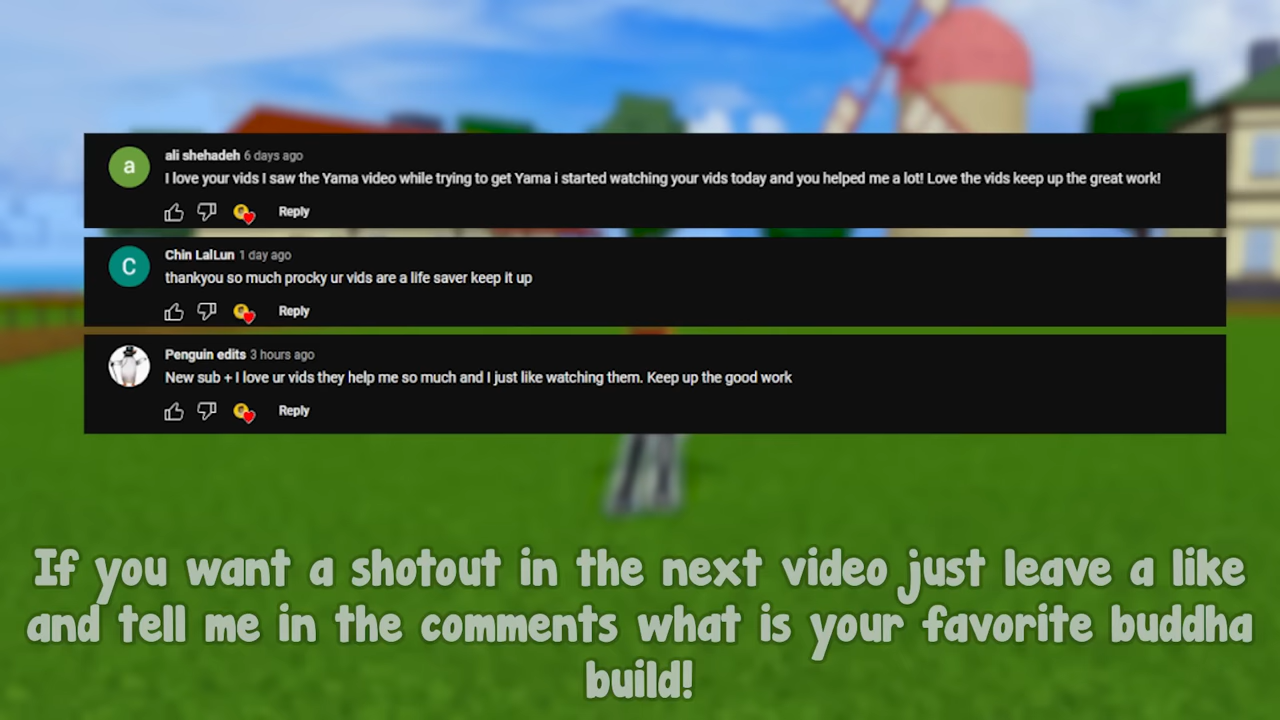 a
ali shehadeh 6 days ago
I love your vids I saw the Yama video while trying to get Yama i started watching your vids today and you helped me a lot! Love the vids keep up the great work!
Reply
C
Chin LalLun 1 day ago
thankyou so much procky ur vids are a life saver keep it up
Reply
Penguin edits 3 hours ago
New sub + I love ur vids they help me so much and I just like watching them. Keep up the good work
Reply
If you want a shotout in the next video just leave a like
and tell me in the comments what is your favorite buddha
build!